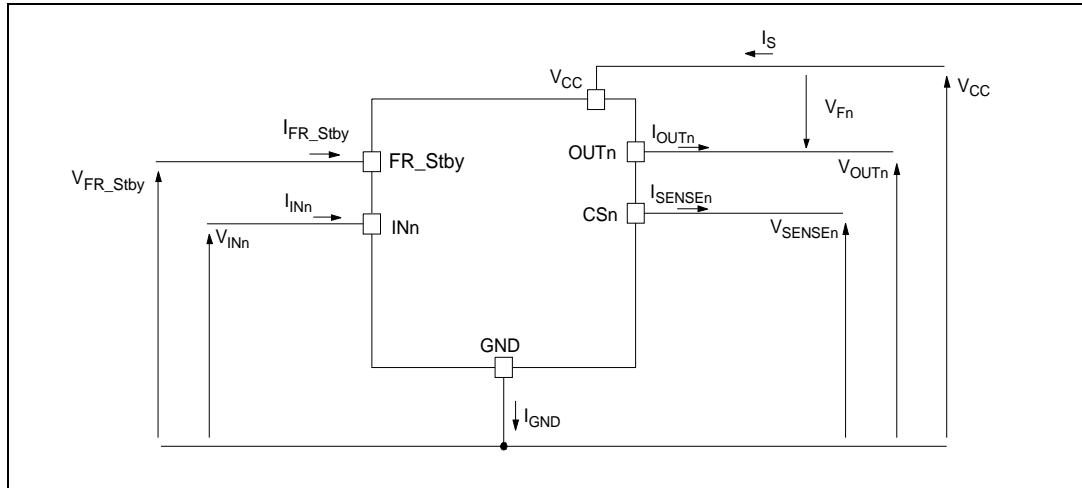 I_S
V_CC
V_CC
V_Fn
I_FR_Stby
I_OUTn
FR_Stby
OUTn
V_FR_Stby
V_OUTn
I_INn
I_SENSEn
INn
CSn
V_INn
V_SENSEn
GND
I_GND